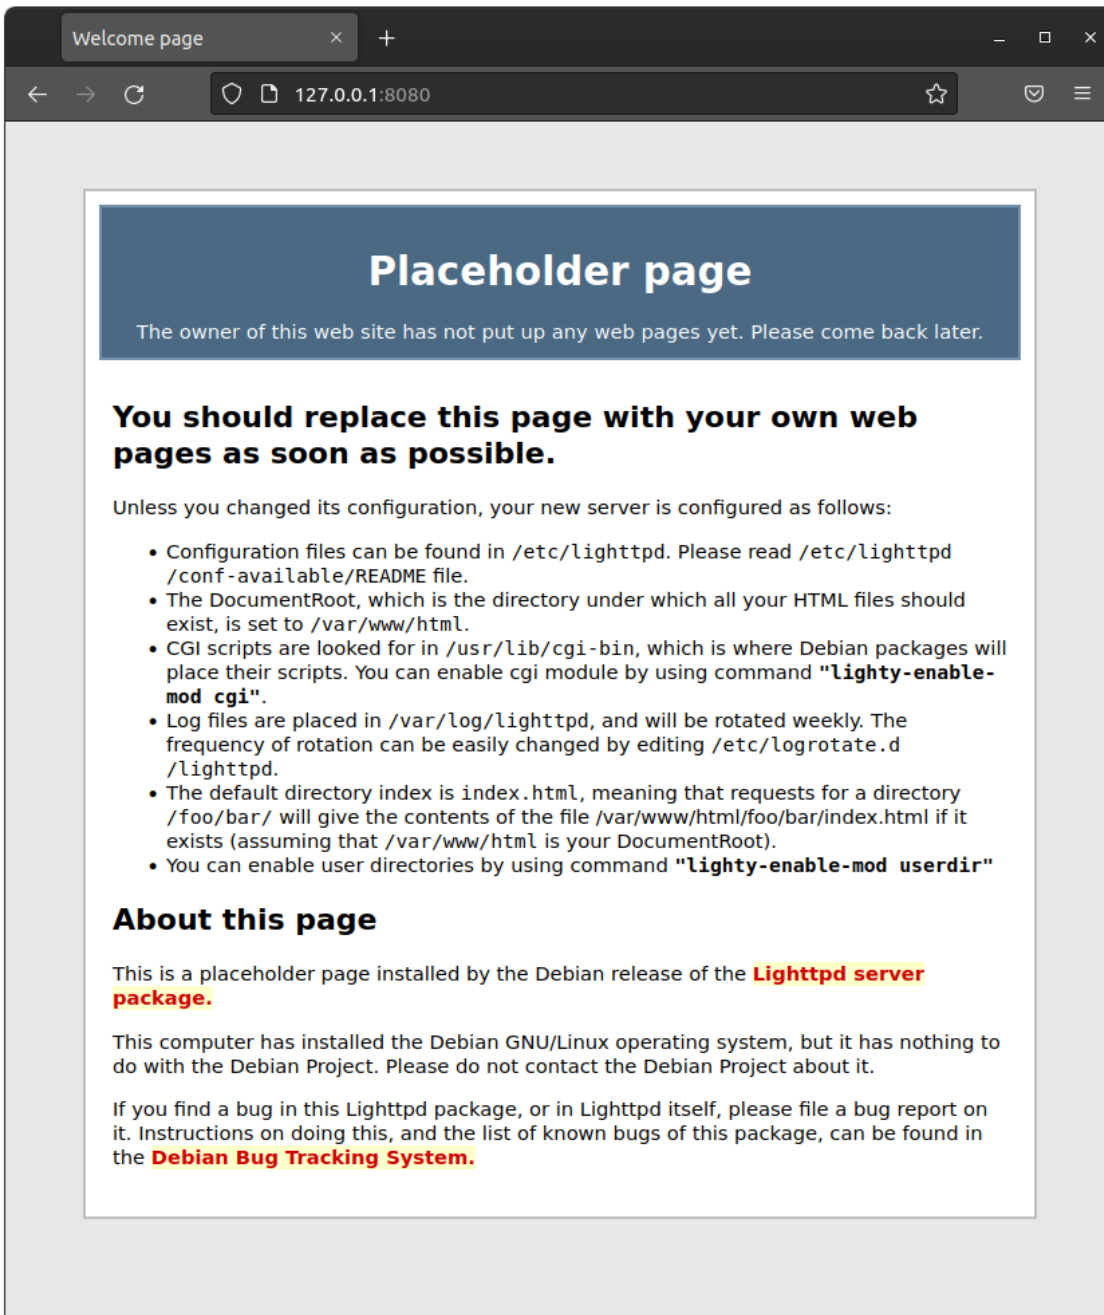 Welcome page
127.0.0.1:8080
Placeholder page
The owner of this web site has not put up any web pages yet. Please come back later.
You should replace this page with your own web
pages as soon as possible.
Unless you changed its configuration, your new server is configured as follows:
• Configuration files can be found in /etc/lighttpd. Please read /etc/lighttpd
/conf-available/README file.
• The DocumentRoot, which is the directory under which all your HTML files should
exist, is set to /var/www/html.
• CGI scripts are looked for in /usr/lib/cgi-bin, which is where Debian packages will
place their scripts. You can enable cgi module by using command "lighty-enable-
mod cgi".
• Log files are placed in /var/log/lighttpd, and will be rotated weekly. The
frequency of rotation can be easily changed by editing /etc/logrotate.d
/lighttpd.
• The default directory index is index.html, meaning that requests for a directory
/foo/bar/ will give the contents of the file /var/www/html/foo/bar/index.html if it
exists (assuming that /var/www/html is your DocumentRoot).
• You can enable user directories by using command "lighty-enable-mod userdir"
About this page
This is a placeholder page installed by the Debian release of the Lighttpd server
package.
This computer has installed the Debian GNU/Linux operating system, but it has nothing to
do with the Debian Project. Please do not contact the Debian Project about it.
If you find a bug in this Lighttpd package, or in Lighttpd itself, please file a bug report on
it. Instructions on doing this, and the list of known bugs of this package, can be found in
the Debian Bug Tracking System.